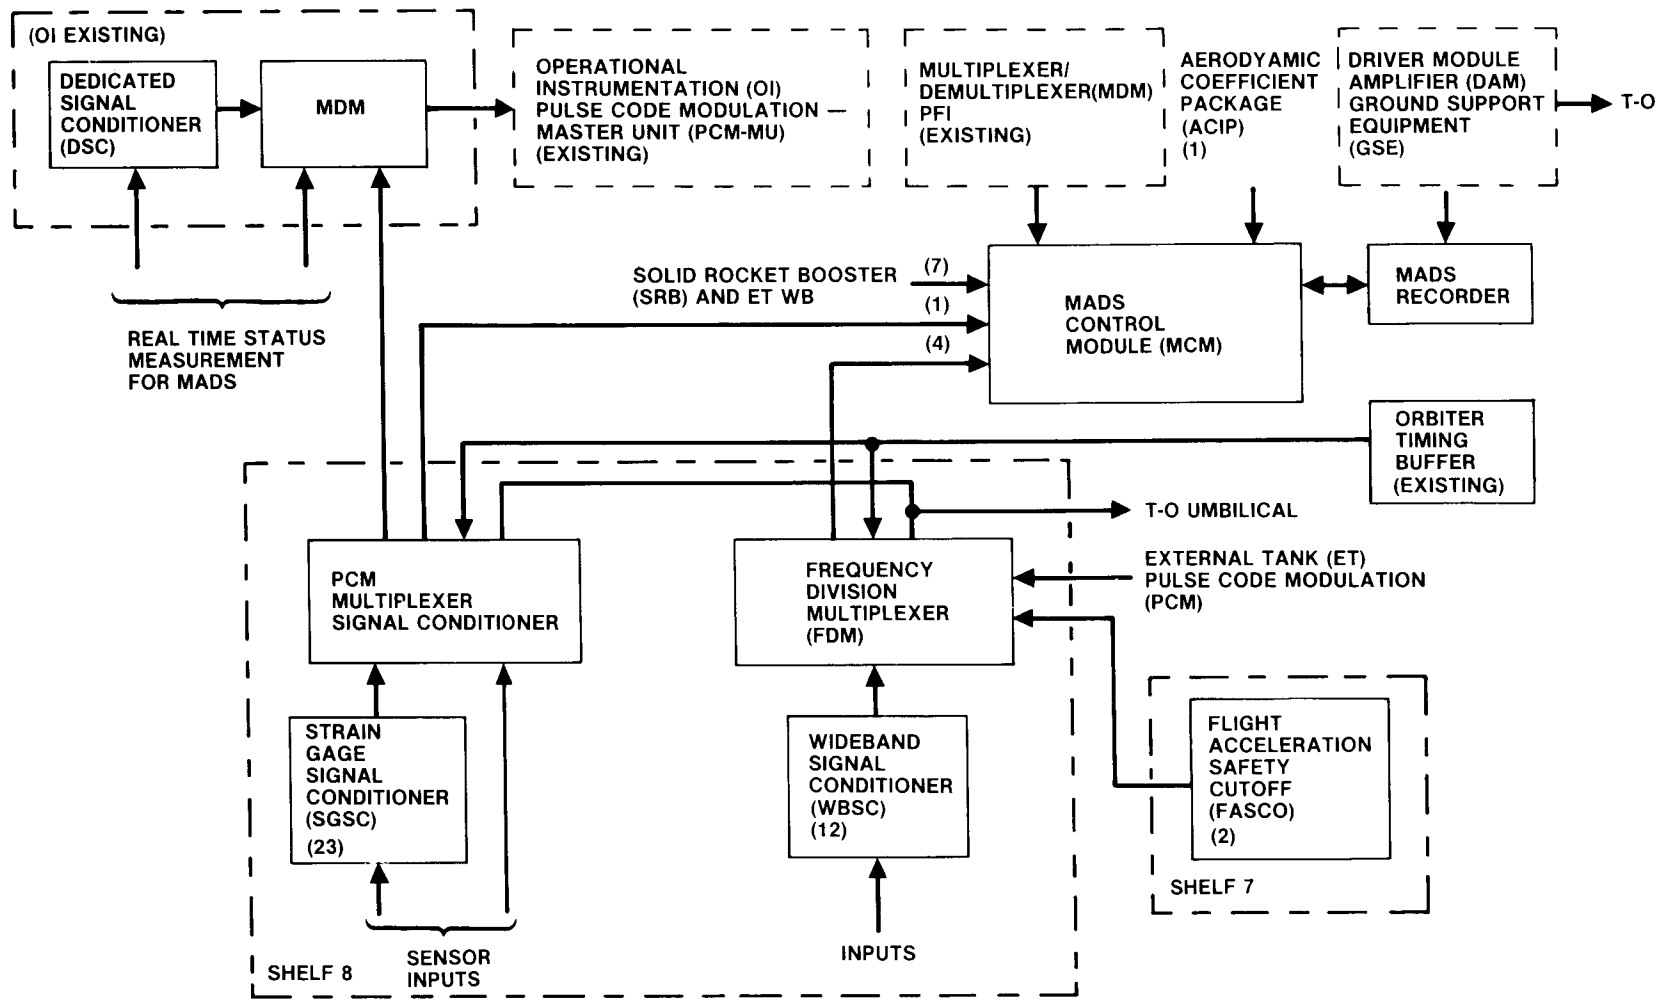 (OI EXISTING)
DEDICATED
SIGNAL
CONDITIONER
(DSC)
MDM
OPERATIONAL
INSTRUMENTATION (OI)
PULSE CODE MODULATION —
MASTER UNIT (PCM-MU)
(EXISTING)
MULTIPLEXER/
DEMULTIPLEXER(MDM)
PFI
(EXISTING)
AERODYAMIC
COEFFICIENT
PACKAGE
(ACIP)
(1)
DRIVER MODULE
AMPLIFIER (DAM)
GROUND SUPPORT
EQUIPMENT
(GSE)
T-O
REAL TIME STATUS
MEASUREMENT
FOR MADS
SOLID ROCKET BOOSTER
(SRB) AND ET WB
(7)
(1)
(4)
MADS
CONTROL
MODULE (MCM)
MADS
RECORDER
ORBITER
TIMING
BUFFER
(EXISTING)
T-O UMBILICAL
EXTERNAL TANK (ET)
PULSE CODE MODULATION
(PCM)
PCM
MULTIPLEXER
SIGNAL CONDITIONER
FREQUENCY
DIVISION
MULTIPLEXER
(FDM)
STRAIN
GAGE
SIGNAL
CONDITIONER
(SGSC)
(23)
WIDEBAND
SIGNAL
CONDITIONER
(WBSC)
(12)
FLIGHT
ACCELERATION
SAFETY
CUTOFF
(FASCO)
(2)
SHELF 7
SENSOR
INPUTS
INPUTS
SHELF 8